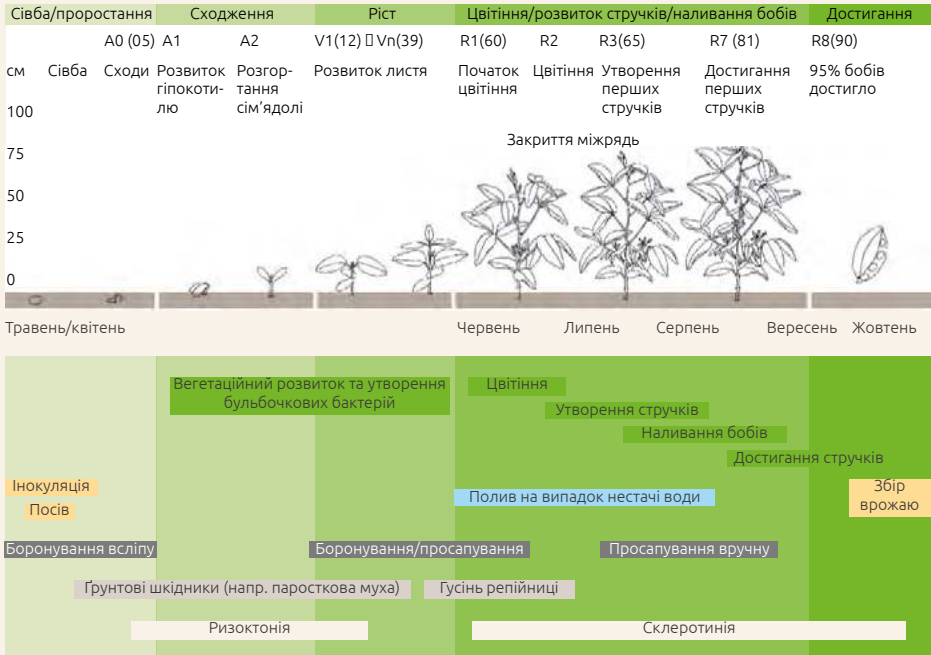 Сівба/проростання Сходження Ріст Цвітіння/розвиток стручків/наливання бобів Достигання
A0 (05) A1 A2 V1(12) ▯ Vn(39) R1(60) R2 R3(65) R7 (81) R8(90)
см Сівба Сходи Розвиток Розгор- Розвиток листя Початок Цвітіння Утворення Достигання 95% бобів
гіпокоти- тання цвітіння перших перших достигло
лю сім’ядолі стручків стручків
100
Закриття міжрядь
75
50
25
0
Травень/квітень Червень Липень Серпень Вересень Жовтень
Вегетаційний розвиток та утворення Цвітіння
бульбочкових бактерій
Утворення стручків
Наливання бобів
Достигання стручків
Інокуляція Збір
Полив на випадок нестачі води
Посів врожаю
Боронування всліпу Боронування/просапування Просапування вручну
Ґрунтові шкідники (напр. паросткова муха) Гусінь репійниці
Ризоктонія Склеротинія